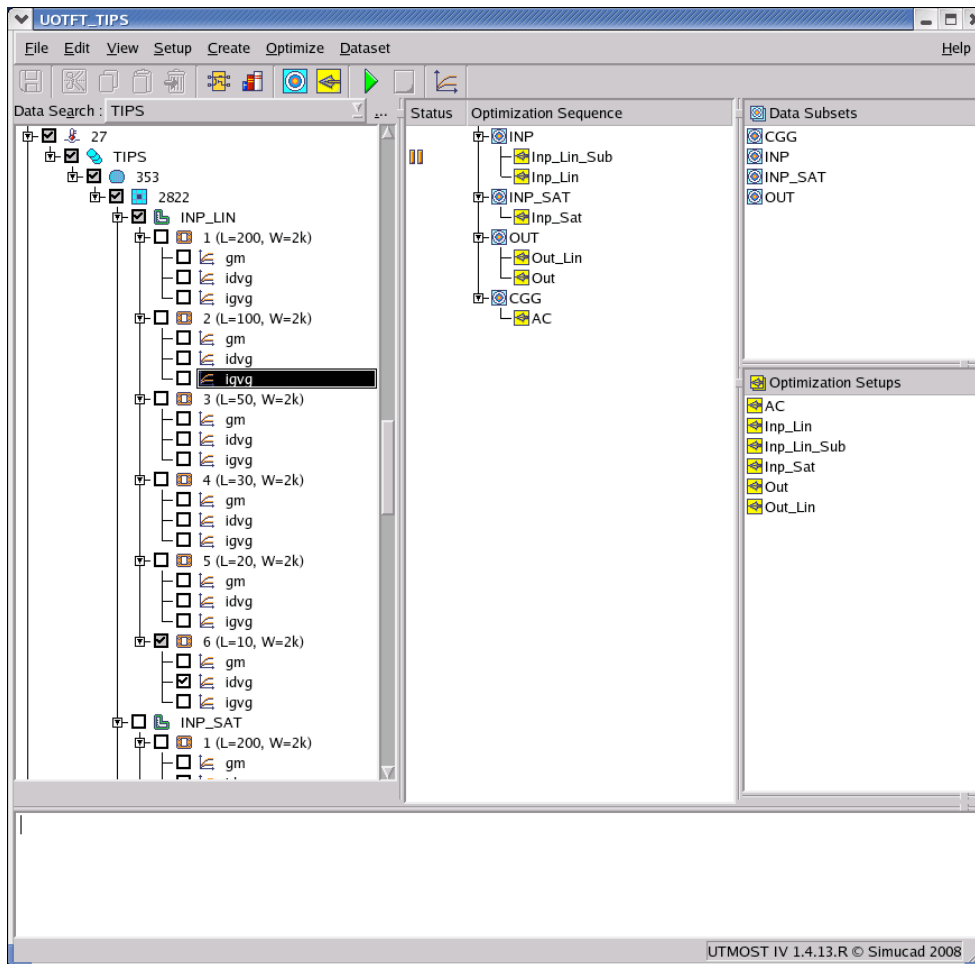 UOTFT_TIPS
File Edit View Setup Create Optimize Dataset Help
Data Search : TIPS ...
27
TIPS
353
2822
INP_LIN
1 (L=200, W=2k)
gm
idvg
igvg
2 (L=100, W=2k)
gm
idvg
igvg
3 (L=50, W=2k)
gm
idvg
igvg
4 (L=30, W=2k)
gm
idvg
igvg
5 (L=20, W=2k)
gm
idvg
igvg
6 (L=10, W=2k)
gm
idvg
igvg
INP_SAT
1 (L=200, W=2k)
gm
Status Optimization Sequence
INP
Inp_Lin_Sub
Inp_Lin
INP_SAT
Inp_Sat
OUT
Out_Lin
Out
CGG
AC
Data Subsets
CGG
INP
INP_SAT
OUT
Optimization Setups
AC
Inp_Lin
Inp_Lin_Sub
Inp_Sat
Out
Out_Lin
UTMOST IV 1.4.13.R © Simucad 2008